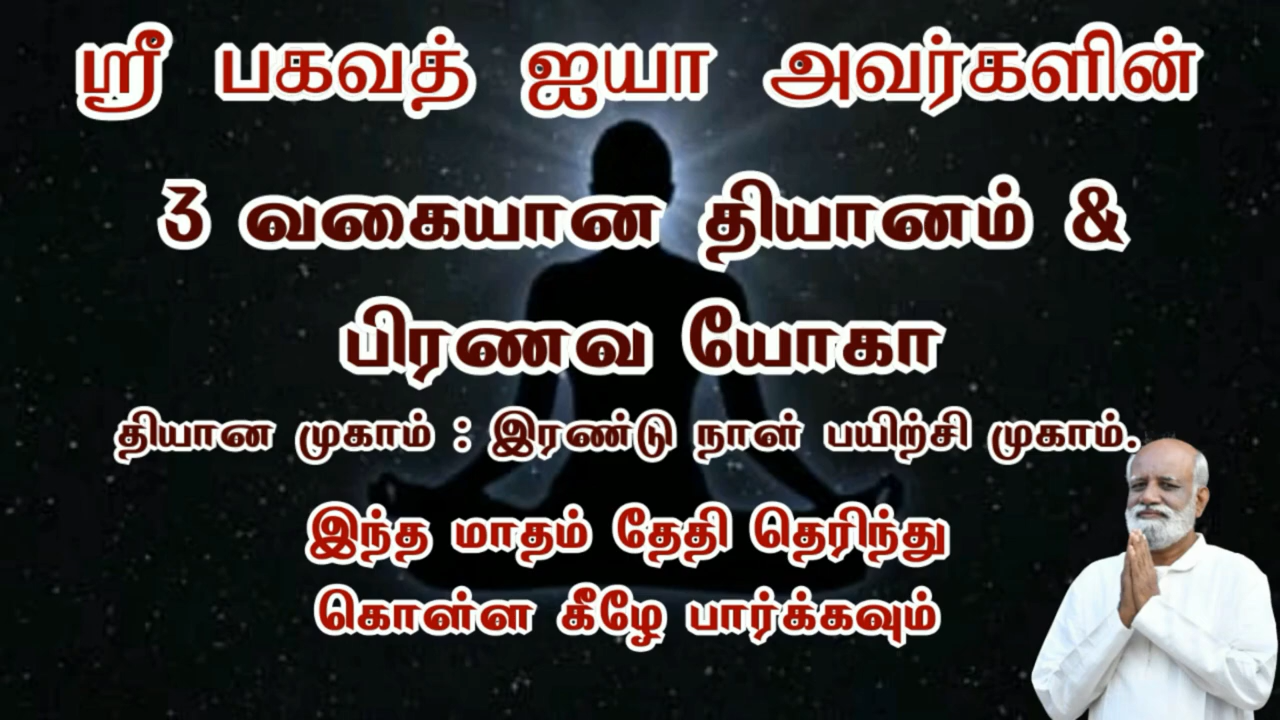 ஸ்ரீ பகவத் ஐயா அவர்களின்
3 வகையான தியானம் &
பிரணவ யோகா
தியான முகாம் : இரண்டு நாள் பயிற்சி முகாம்.
இந்த மாதம் தேதி தெரிந்து
கொள்ள கீழே பார்க்கவும்